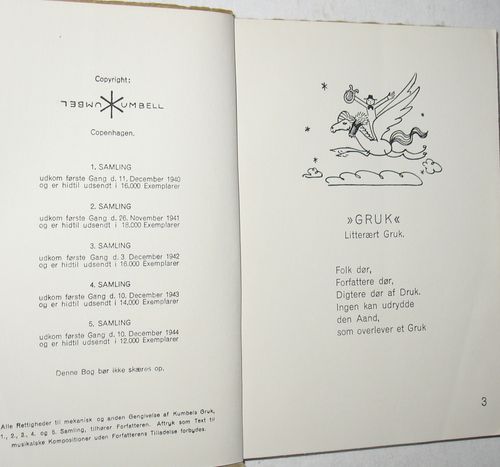 Copyright:
KUMBELL
Copenhagen.
1. SAMLING
udkom første Gang d. 11. December 1940
og er hidtil udsendt i 16.000 Exemplarer
2. SAMLING
udkom første Gang d. 26. November 1941
og er hidtil udsendt i 18.000 Exemplarer
3. SAMLING
udkom første Gang d. 3. December 1942
og er hidtil udsendt i 16.000 Exemplarer
4. SAMLING
udkom første Gang d. 10. December 1943
og er hidtil udsendt i 14.000 Exemplarer
5. SAMLING
udkom første Gang d. 10. December 1944
og er hidtil udsendt i 12.000 Exemplarer
Denne Bog bør ikke skæres op.
Alle Rettigheder til mekanisk og anden Gengivelse af Kumbels Gruk,
1., 2., 3., 4. og 5. Samling, tilhører Forfatteren. Aftryk som Text til
musikalske Kompositioner uden Forfatterens Tilladelse forbydes.
»GRUK«
Litterært Gruk.
Folk dør,
Forfattere dør,
Digtere dør af Druk.
Ingen kan udrydde
den Aand,
som overlever et Gruk
3